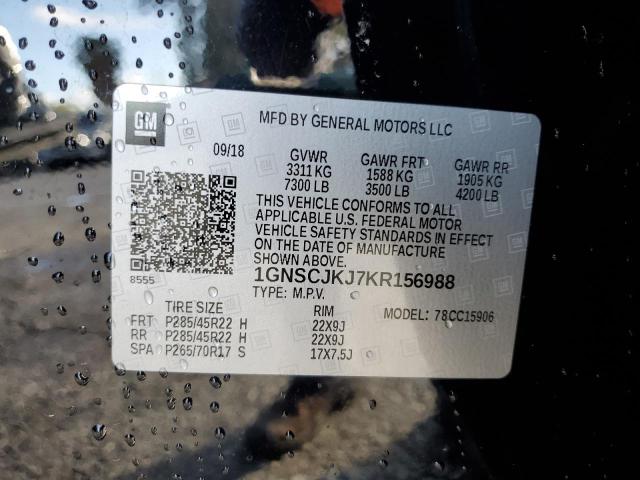 GM
MFD BY GENERAL MOTORS LLC
09/18 GVWR GAWR FRT GAWR RR
3311 KG 1588 KG 1905 KG
7300 LB 3500 LB 4200 LB
THIS VEHICLE CONFORMS TO ALL
APPLICABLE U.S. FEDERAL MOTOR
VEHICLE SAFETY STANDARDS IN EFFECT
ON THE DATE OF MANUFACTURE
SHOWN ABOVE.
8555
1GNSCJKJ7KR156988
TYPE: M.P.V. MODEL: 78CC15906
TIRE SIZE RIM
FRT P285/45R22 H 22X9J
RR P285/45R22 H 22X9J
SPA P265/70R17 S 17X7.5J